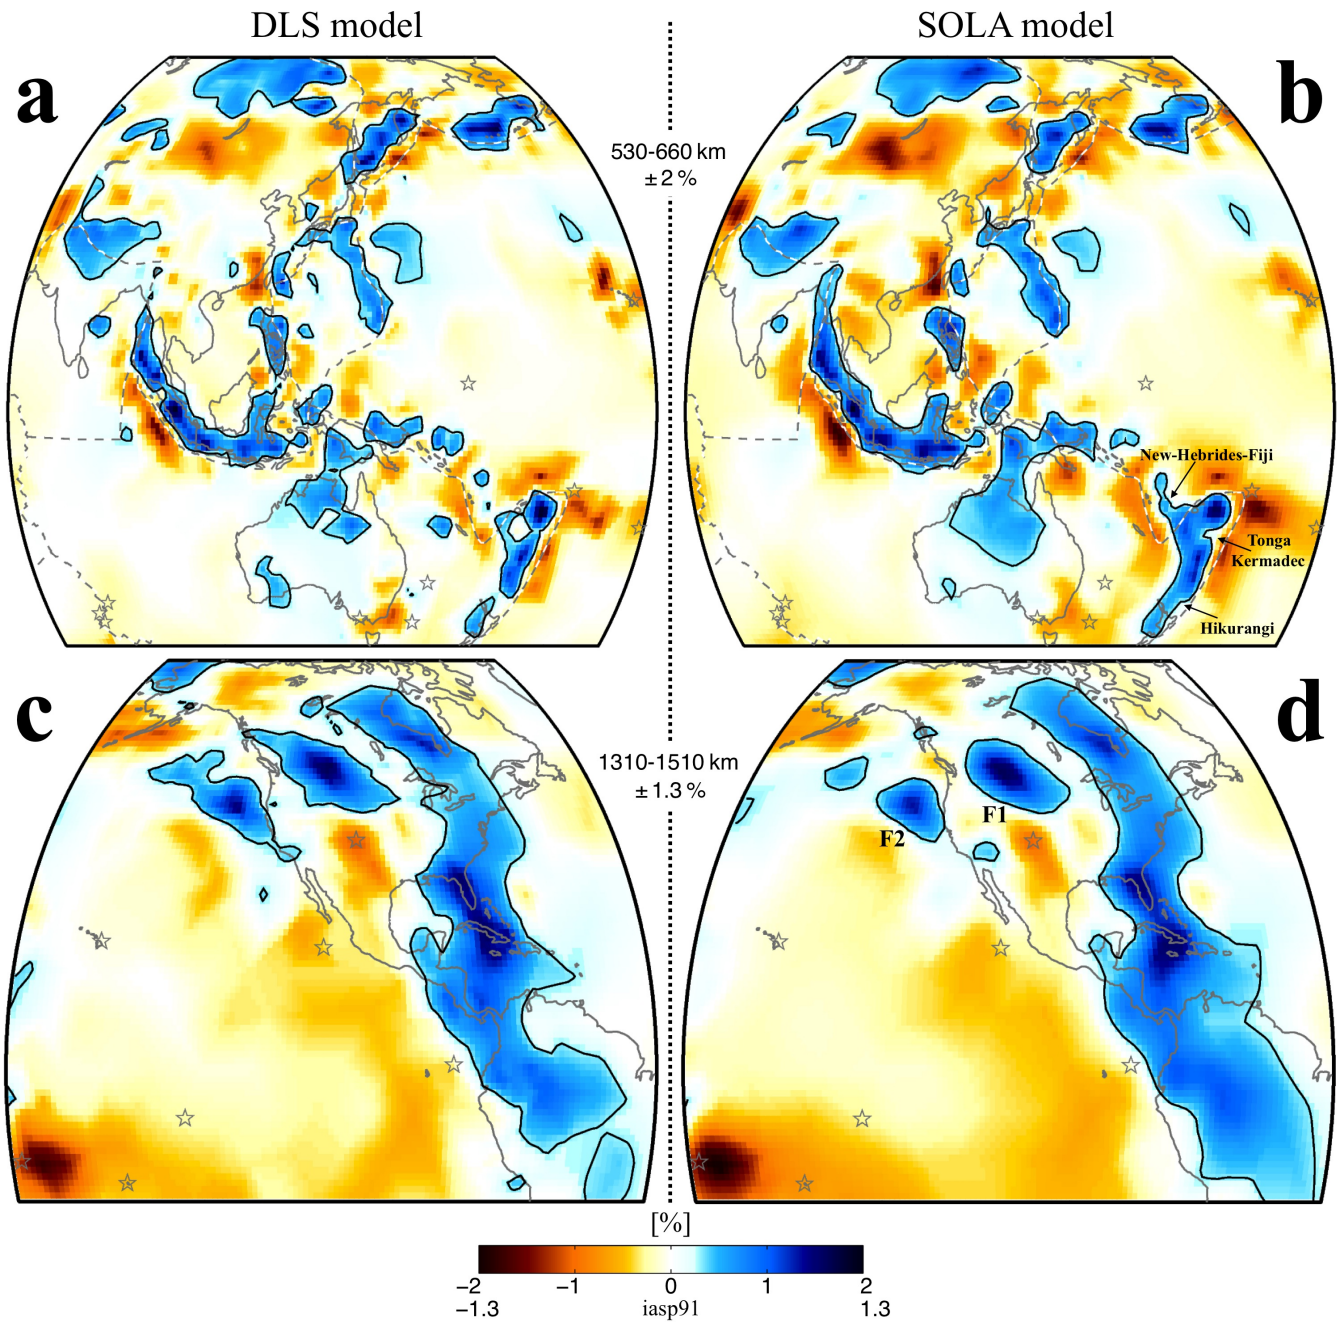 DLS model
SOLA model
a
b
530-660 km
± 2 %
New-Hebrides-Fiji
Tonga
Kermadec
Hikurangi
c
d
1310-1510 km
± 1.3 %
F1
F2
[%]
−2 −1 0 1 2
−1.3 iasp91 1.3